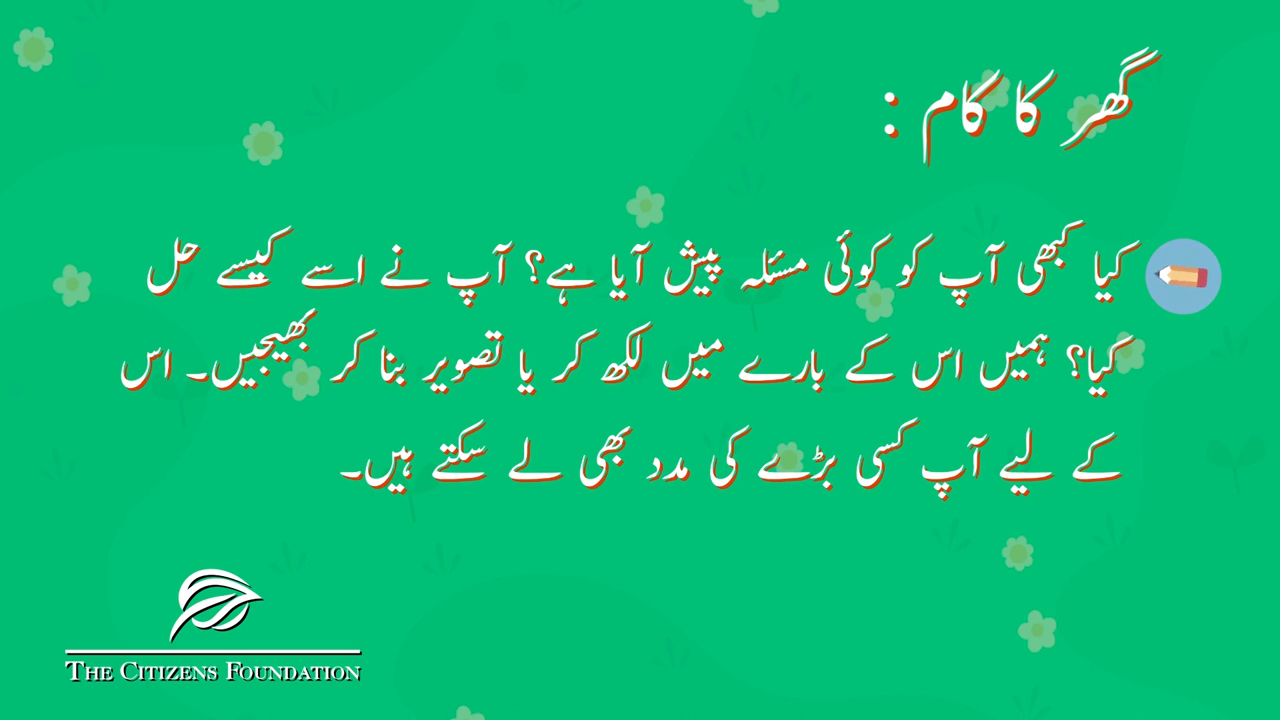 گھر کا کام :
کیا کبھی آپ کو کوئی مسئلہ پیش آیا ہے؟ آپ نے اسے کیسے حل
کیا؟ ہمیں اس کے بارے میں لکھ کر یا تصویر بنا کر بھیجیں۔ اس
کے لیے آپ کسی بڑے کی مدد بھی لے سکتے ہیں۔
THE CITIZENS FOUNDATION